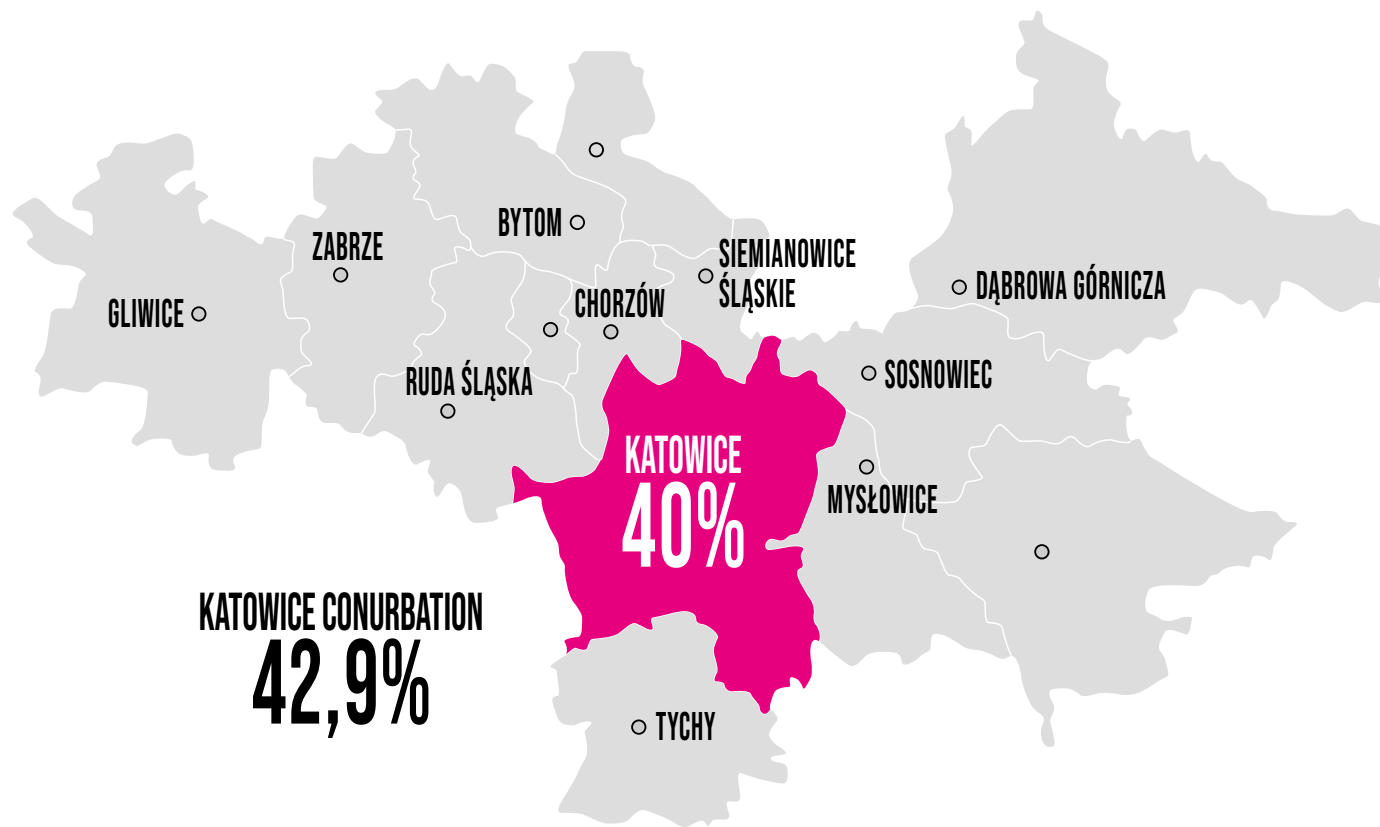 BYTOM
ZABRZE
SIEMIANOWICE
ŚLĄSKIE
GLIWICE
CHORZÓW
DĄBROWA GÓRNICZA
RUDA ŚLĄSKA
SOSNOWIEC
KATOWICE
40%
MYSŁOWICE
KATOWICE CONURBATION
42,9%
TYCHY